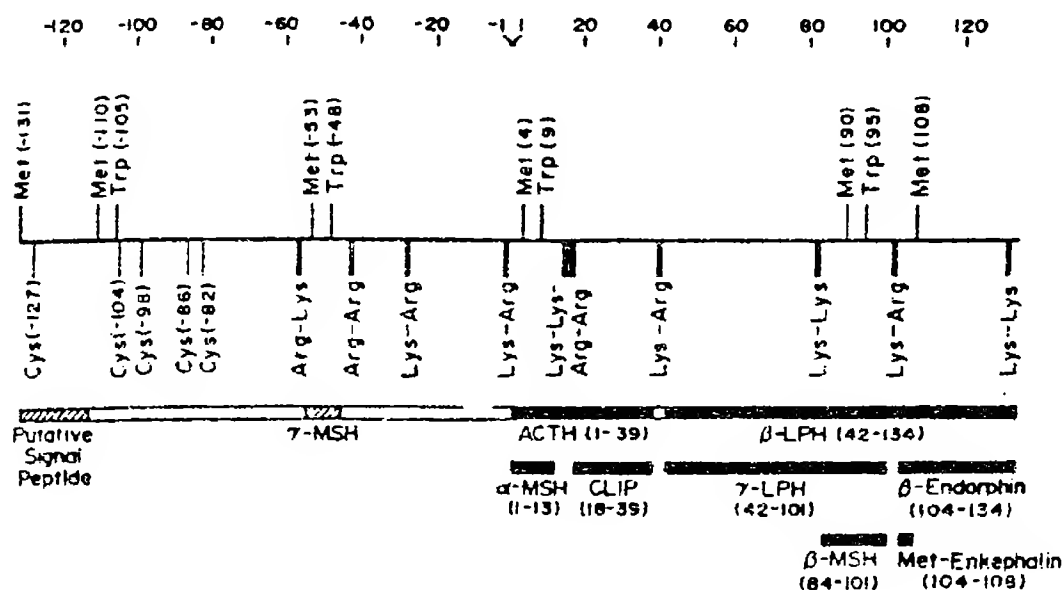 -120 -100 -80 -60 -40 -20 -1 1 20 40 60 80 100 120
Met (-131)
Met (-110)
Trp (-105)
Met (-53)
Trp (-48)
Met (4)
Trp (9)
Met (90)
Trp (95)
Met (108)
Cys (-127)
Cys (-104)
Cys (-98)
Cys (-86)
Cys (-82)
Arg-Lys
Arg-Arg
Lys-Arg
Lys-Arg
Lys-Lys-
Arg-Arg
Lys-Arg
Lys-Lys
Lys-Arg
Lys-Lys
Putative
Signal
Peptide
γ-MSH
ACTH (1-39)
β-LPH (42-134)
α-MSH
(1-13)
CLIP
(18-39)
γ-LPH
(42-101)
β-Endorphin
(104-134)
β-MSH
(84-101)
Met-Enkephalin
(104-108)